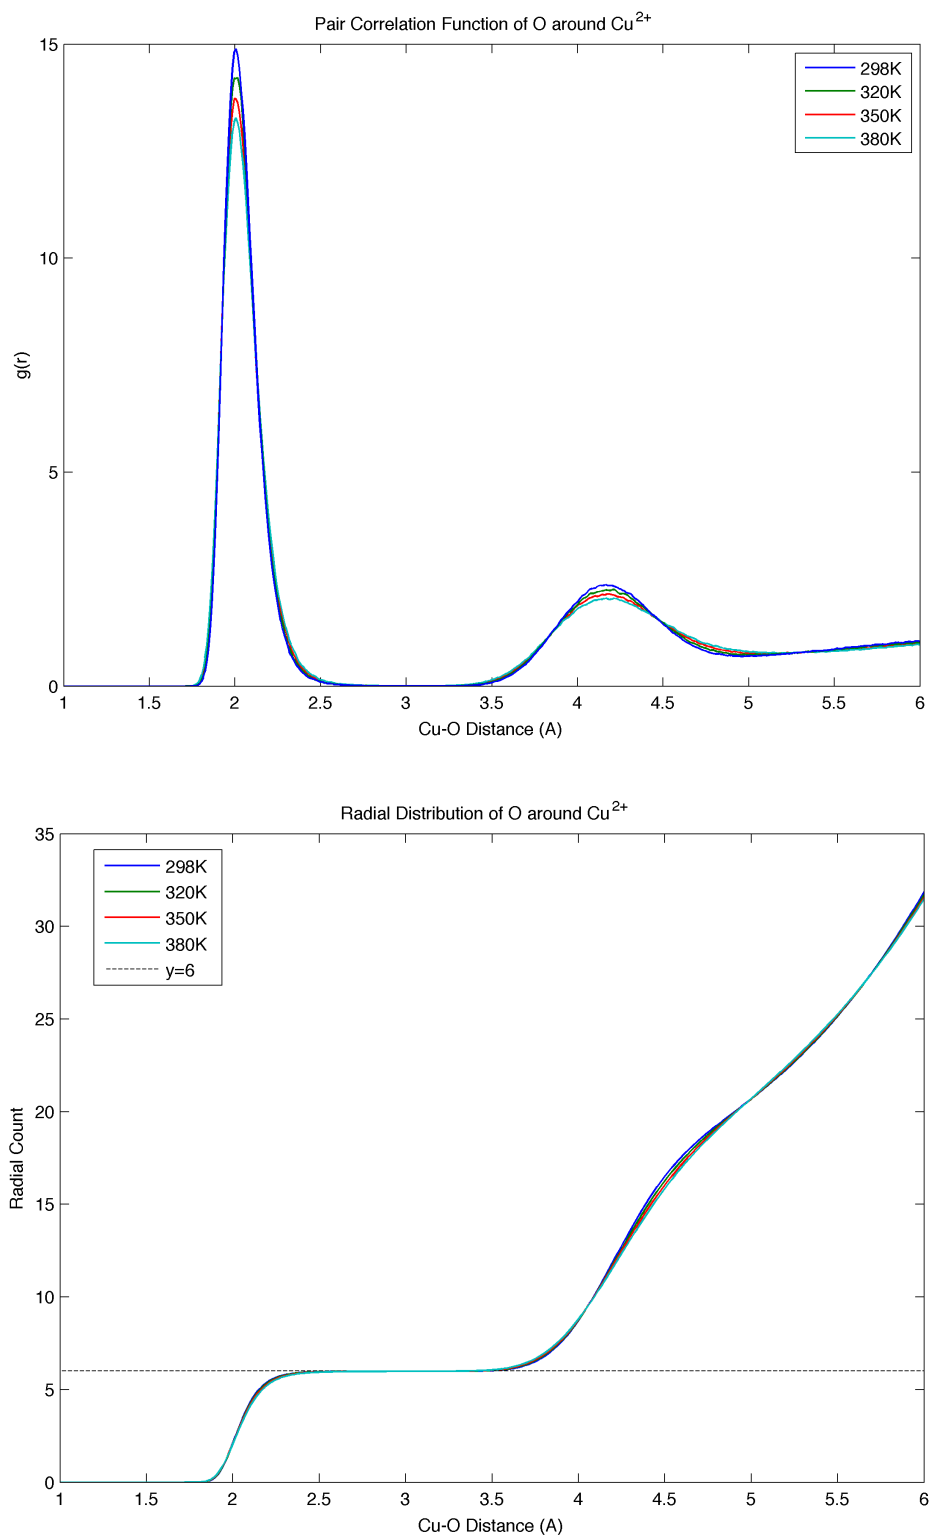 Pair Correlation Function of O around Cu2+
15
10
5
0
g(r)
298K
320K
350K
380K
1 1.5 2 2.5 3 3.5 4 4.5 5 5.5 6
Cu-O Distance (A)
Radial Distribution of O around Cu2+
35
30
25
20
15
10
5
0
Radial Count
298K
320K
350K
380K
y=6
1 1.5 2 2.5 3 3.5 4 4.5 5 5.5 6
Cu-O Distance (A)